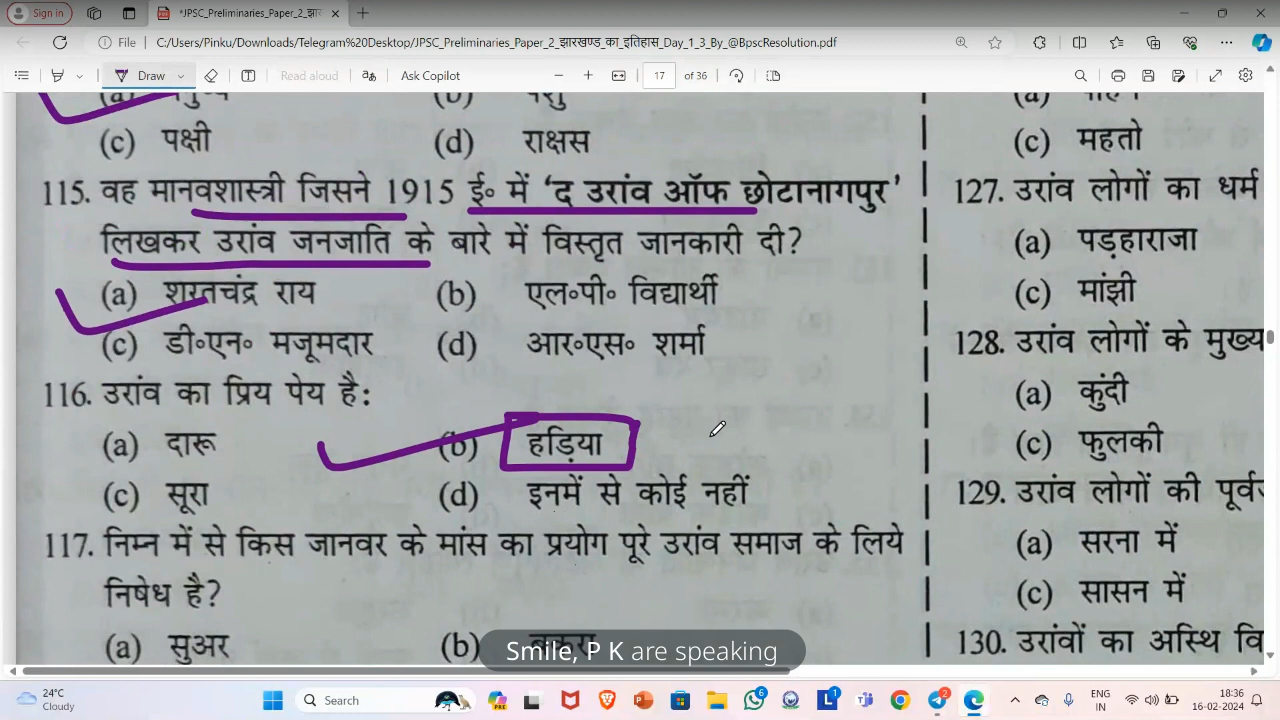 Sign in
*JPSC_Preliminaries_Paper_2_झार
File
C:/Users/Pinku/Downloads/Telegram%20Desktop/JPSC_Preliminaries_Paper_2_झारखण्ड_का_इतिहास_Day_1_3_By_@BpscResolution.pdf
Draw
Read aloud
Ask Copilot
17 of 36
(c) पक्षी (d) राक्षस
115. वह मानवशास्त्री जिसने 1915 ई० में 'द उरांव ऑफ छोटानागपुर'
लिखकर उरांव जनजाति के बारे में विस्तृत जानकारी दी?
(a) शरतचंद्र राय (b) एल०पी० विद्यार्थी
(c) डी०एन० मजूमदार (d) आर०एस० शर्मा
116. उरांव का प्रिय पेय है:
(a) दारू (b) हड़िया
(c) सूरा (d) इनमें से कोई नहीं
117. निम्न में से किस जानवर के मांस का प्रयोग पूरे उरांव समाज के लिये
निषेध है?
(a) सुअर (b)
(c) महतो
127. उरांव लोगों का धर्म
(a) पड़हाराजा
(c) मांझी
128. उरांव लोगों के मुख्य
(a) कुंदी
(c) फुलकी
129. उरांव लोगों की
(a) सरना में
(c) सासन में
130. उरांवों का अस्थि वि
Smile, P K are speaking
24°C
Cloudy
Search
PRE
6
1
2
ENG
IN
18:36
16-02-2024